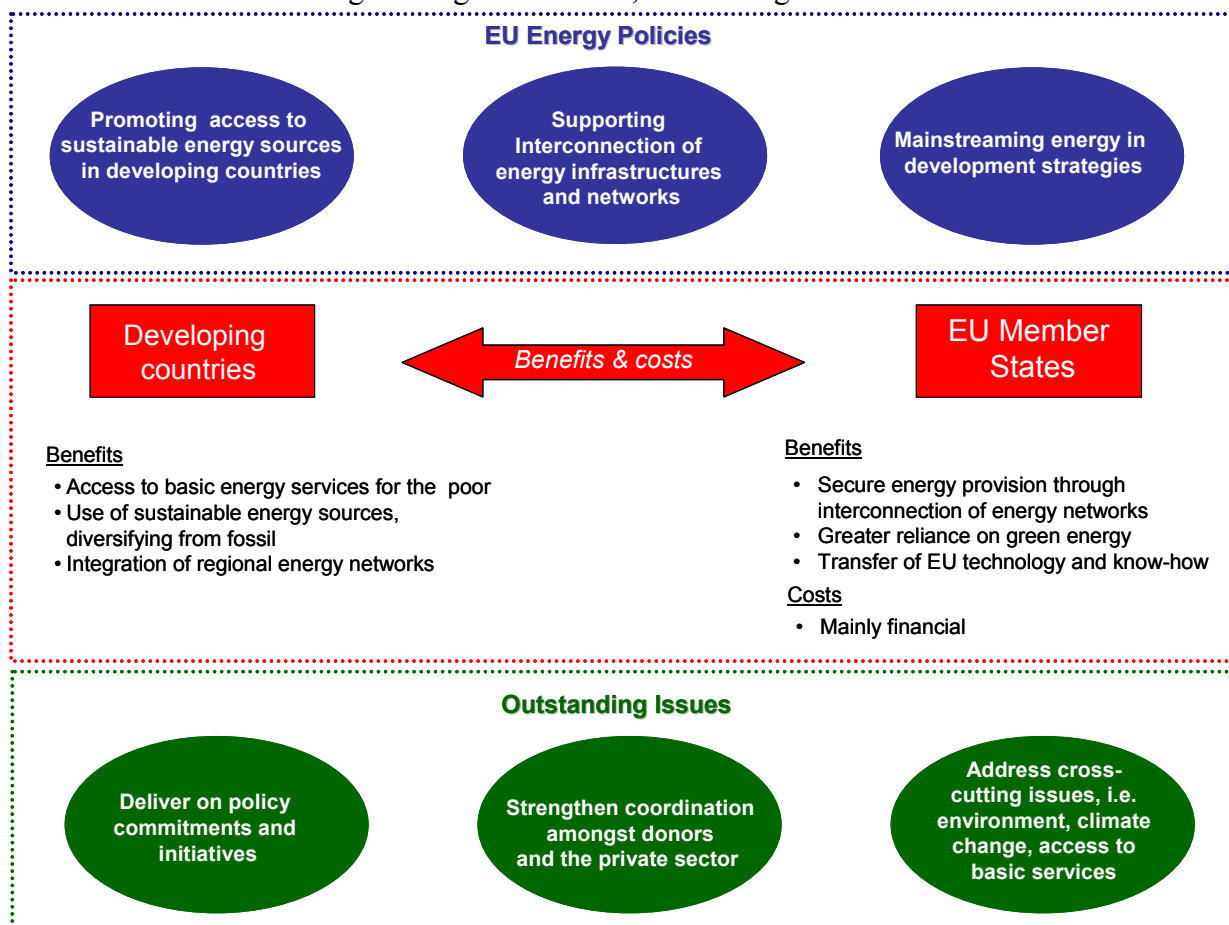 EU Energy Policies
Promoting access to
sustainable energy sources
in developing countries
Supporting
Interconnection of
energy infrastructures
and networks
Mainstreaming energy in
development strategies
Developing
countries
Benefits & costs
EU Member
States
Benefits
• Access to basic energy services for the poor
• Use of sustainable energy sources,
diversifying from fossil
• Integration of regional energy networks
Benefits
• Secure energy provision through
interconnection of energy networks
• Greater reliance on green energy
• Transfer of EU technology and know-how
Costs
• Mainly financial
Outstanding Issues
Deliver on policy
commitments and
initiatives
Strengthen coordination
amongst donors
and the private sector
Address cross-
cutting issues, i.e.
environment, climate
change, access to
basic services